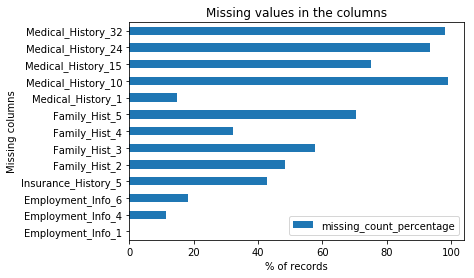 Missing values in the columns
Medical_History_32
Medical_History_24
Medical_History_15
Medical_History_10
Medical_History_1
Family_Hist_5
Family_Hist_4
Family_Hist_3
Family_Hist_2
Insurance_History_5
Employment_Info_6
Employment_Info_4
Employment_Info_1
Missing columns
missing_count_percentage
0 20 40 60 80 100
% of records